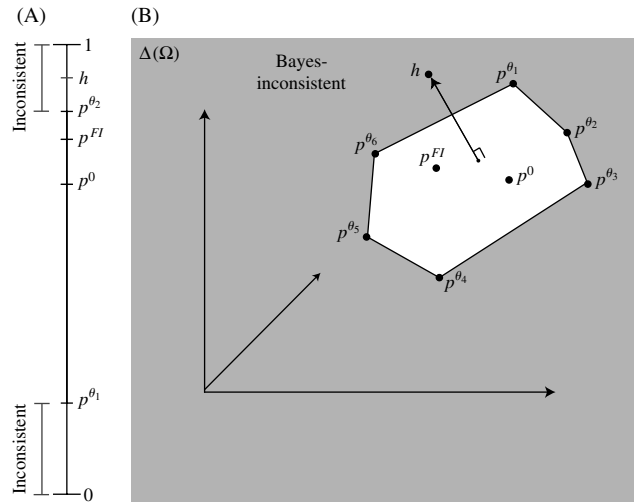 (A)
(B)
1
Inconsistent
h
p^{θ_2}
p^{FI}
p^0
p^{θ_1}
Inconsistent
0
Δ(Ω)
Bayes-
inconsistent
h
p^{θ_1}
p^{θ_2}
p^{θ_6}
p^{FI}
p^0
p^{θ_3}
p^{θ_5}
p^{θ_4}